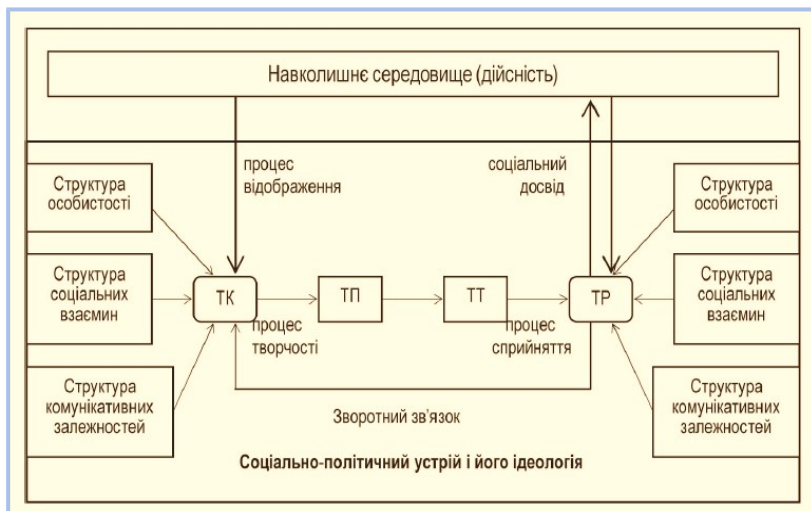 Навколишнє середовище (дійсність)
процес
відображення
соціальний
досвід
Структура
особистості
Структура
особистості
Структура
соціальних
взаємин
ТК
ТП
ТТ
ТР
Структура
соціальних
взаємин
процес
творчості
процес
сприйняття
Структура
комунікативних
залежностей
Зворотний зв'язок
Структура
комунікативних
залежностей
Соціально-політичний устрій і його ідеологія